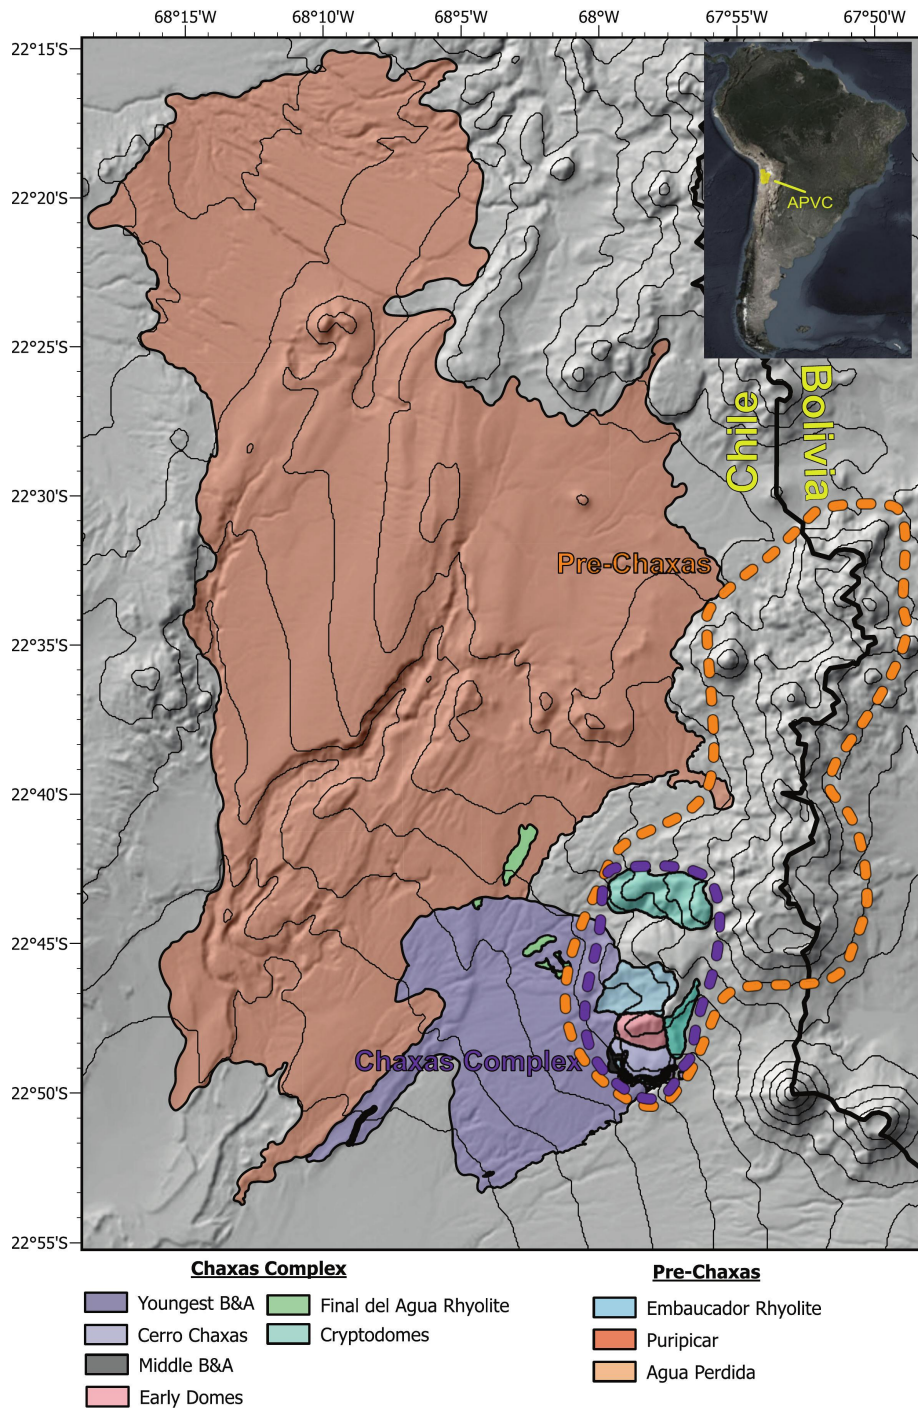 68°15'W 68°10'W 68°5'W 68°W 67°55'W 67°50'W
22°15'S
22°20'S
22°25'S
22°30'S
22°35'S
22°40'S
22°45'S
22°50'S
22°55'S
APVC
Chile
Bolivia
Pre-Chaxas
Chaxas Complex
Chaxas Complex
Youngest B&A
Cerro Chaxas
Middle B&A
Early Domes
Final del Agua Rhyolite
Cryptodomes
Pre-Chaxas
Embaucador Rhyolite
Puripicar
Agua Perdida